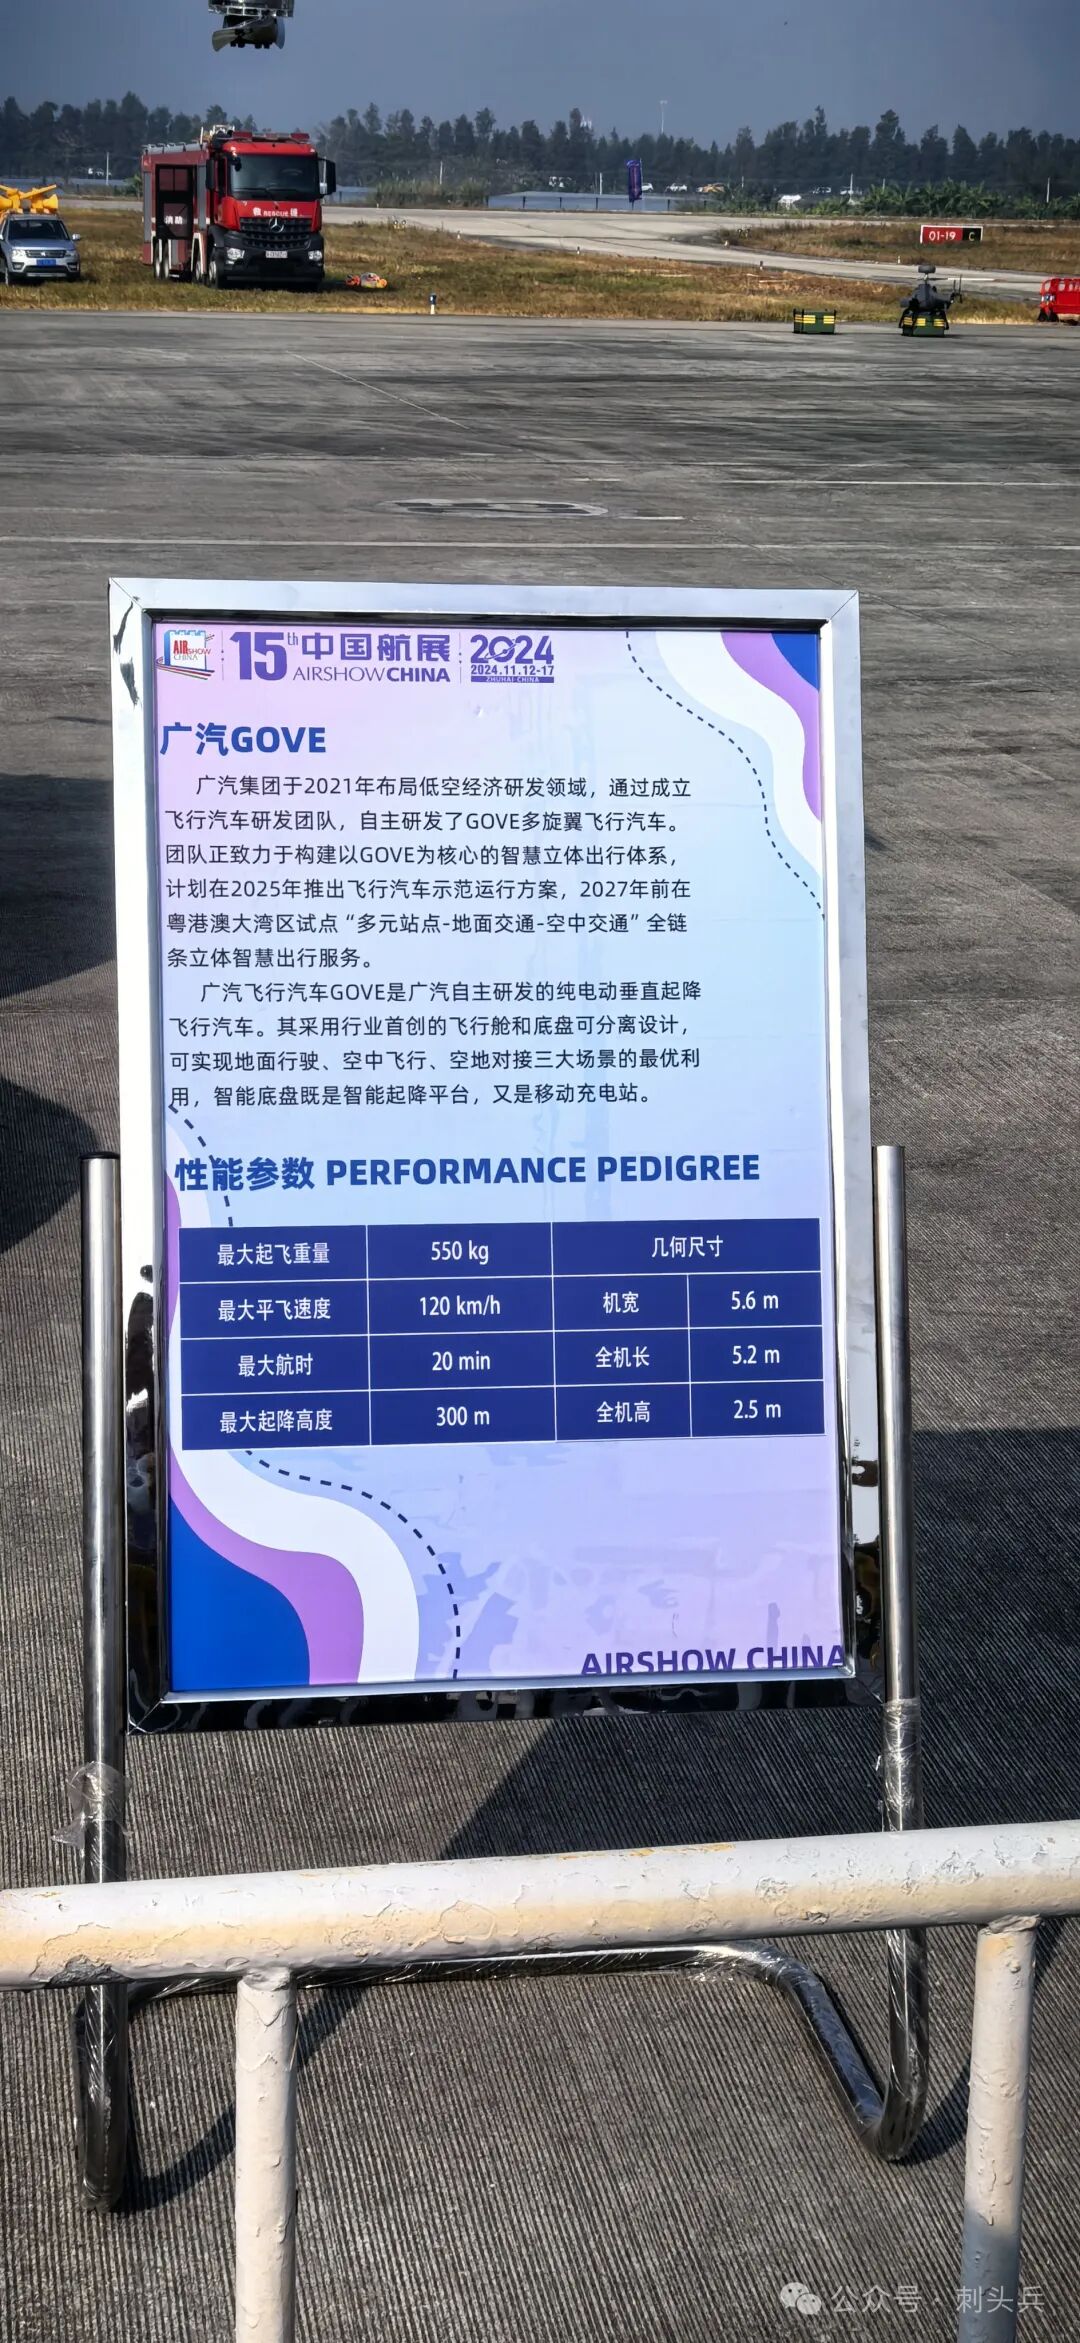 救 RESCUE 援
消防
01-19 C
AIRSHOW CHINA
15th 中国航展
AIRSHOWCHINA
2024
2024.11.12-17
ZHUHAI·CHINA
广汽GOVE
广汽集团于2021年布局低空经济研发领域，通过成立
飞行汽车研发团队，自主研发了GOVE多旋翼飞行汽车。
团队正致力于构建以GOVE为核心的智慧立体出行体系，
计划在2025年推出飞行汽车示范运行方案，2027年前在
粤港澳大湾区试点“多元站点-地面交通-空中交通”全链
条立体智慧出行服务。
广汽飞行汽车GOVE是广汽自主研发的纯电动垂直起降
飞行汽车。其采用行业首创的飞行舱和底盘可分离设计，
可实现地面行驶、空中飞行、空地对接三大场景的最优利
用，智能底盘既是智能起降平台，又是移动充电站。
性能参数 PERFORMANCE PEDIGREE
最大起飞重量 550 kg 几何尺寸
最大平飞速度 120 km/h 机宽 5.6 m
最大航时 20 min 全机长 5.2 m
最大起降高度 300 m 全机高 2.5 m
AIRSHOW CHINA
公众号·刺头兵